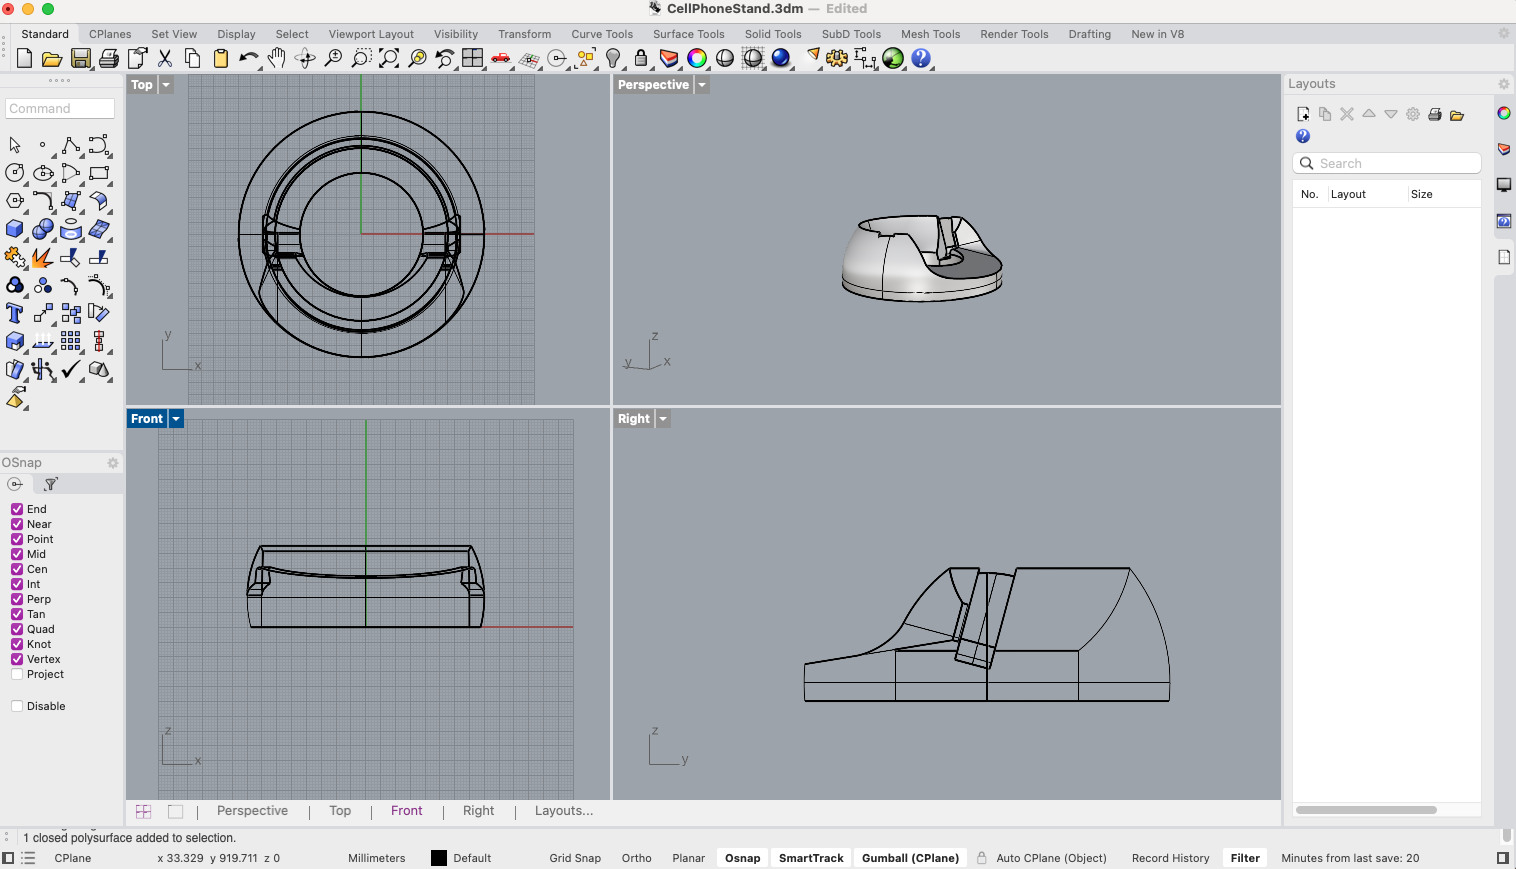 CellPhoneStand.3dm — Edited
Standard CPlanes Set View Display Select Viewport Layout Visibility Transform Curve Tools Surface Tools Solid Tools SubD Tools Mesh Tools Render Tools Drafting New in V8
Command
Top
y
x
Perspective
z
y
x
Front
z
x
Right
z
y
OSnap
End
Near
Point
Mid
Cen
Int
Perp
Tan
Quad
Knot
Vertex
Project
Disable
Layouts
Search
No. Layout Size
Perspective | Top | Front | Right | Layouts...
1 closed polysurface added to selection.
CPlane x 33.329 y 919.711 z 0 Millimeters Default Grid Snap Ortho Planar Osnap SmartTrack Gumball (CPlane) Auto CPlane (Object) Record History Filter Minutes from last save: 20